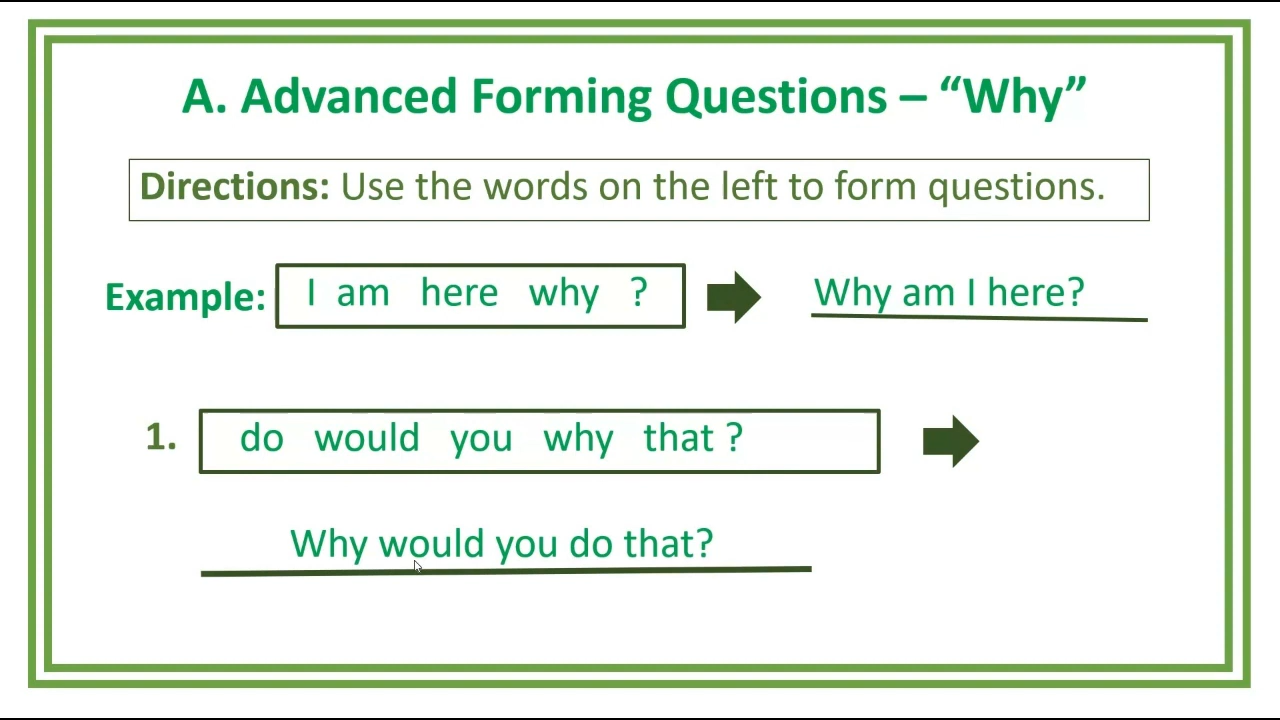 A. Advanced Forming Questions – “Why”
Directions: Use the words on the left to form questions.
Example: I am here why ? Why am I here?
1. do would you why that ?
Why would you do that?